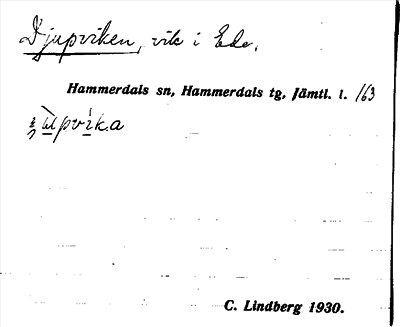 Djupviken, vik i Ede.
Hammerdals sn, Hammerdals tg, Jämtl. l. 163
C. Lindberg 1930.